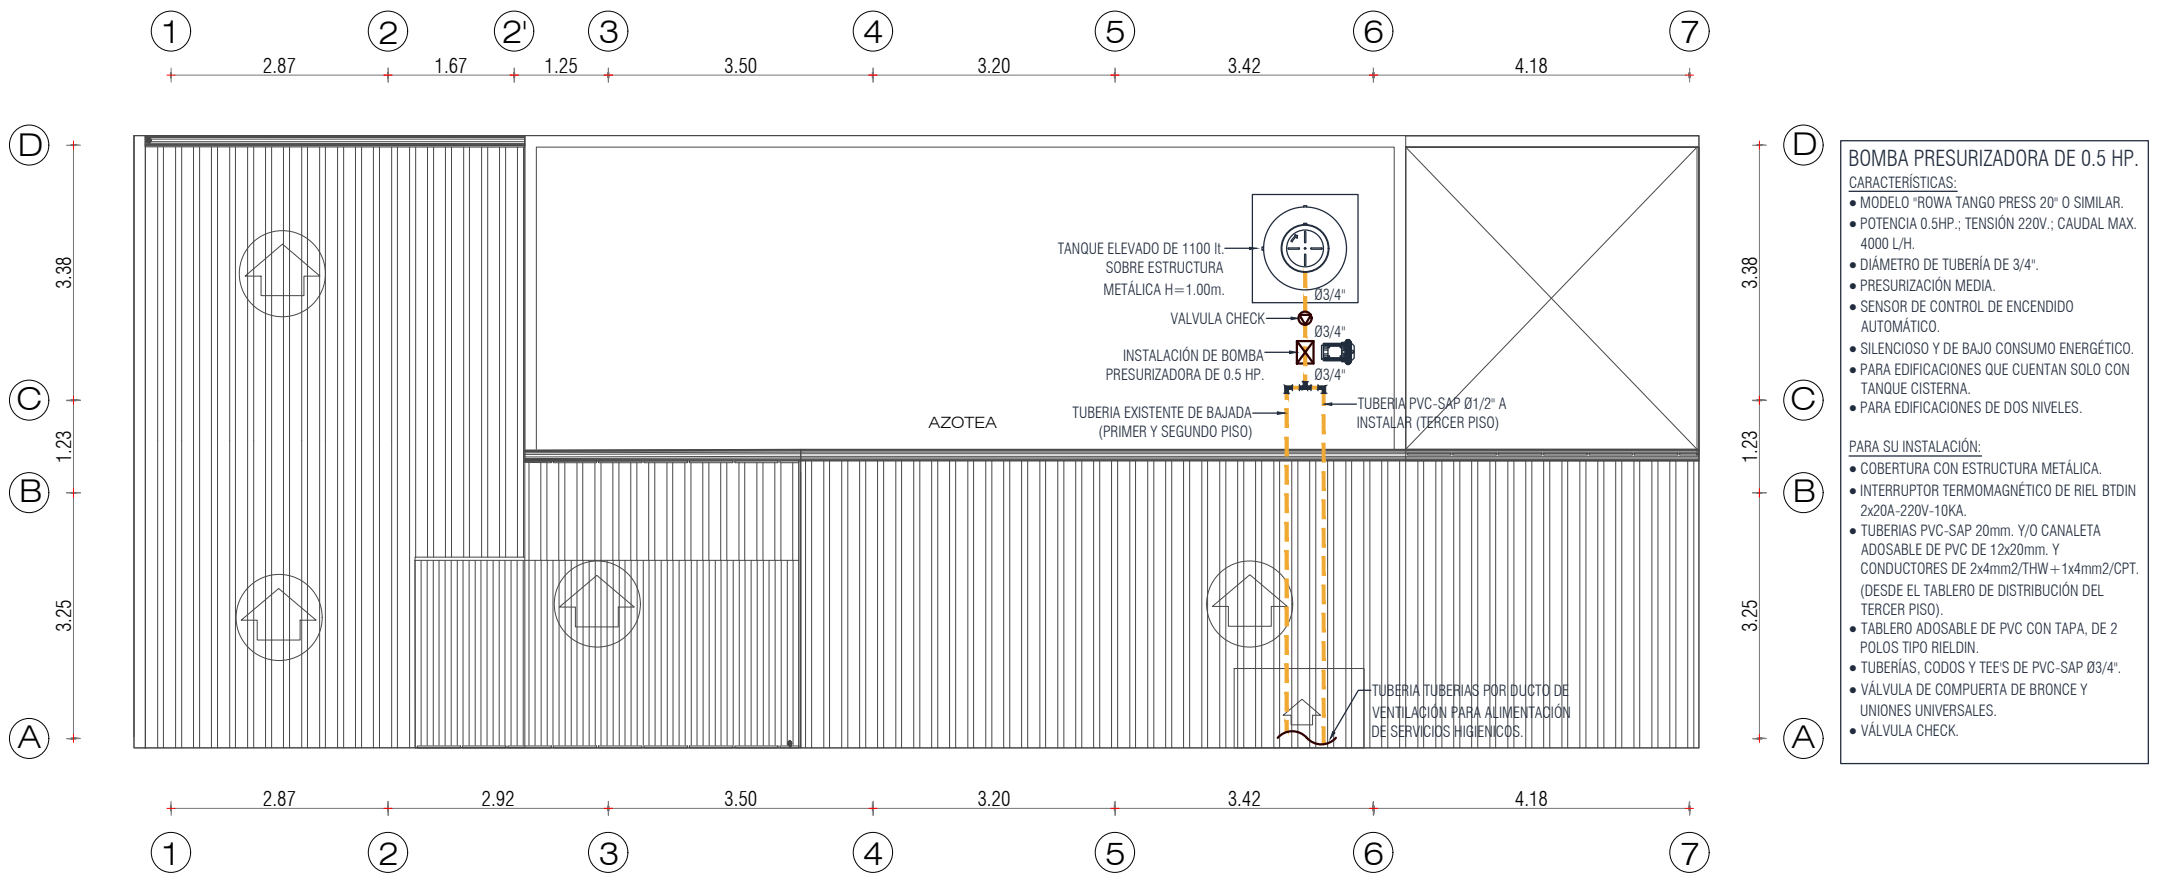 1 2 2' 3 4 5 6 7
2.87 1.67 1.25 3.50 3.20 3.42 4.18
D
C
B
A
3.38
1.23
3.25
TANQUE ELEVADO DE 1100 lt.
SOBRE ESTRUCTURA
METÁLICA H=1.00m.
Ø3/4"
VALVULA CHECK
Ø3/4"
INSTALACIÓN DE BOMBA
PRESURIZADORA DE 0.5 HP.
Ø3/4"
TUBERIA EXISTENTE DE BAJADA
(PRIMER Y SEGUNDO PISO)
TUBERIA PVC-SAP Ø1/2" A
INSTALAR (TERCER PISO)
AZOTEA
TUBERIA TUBERIAS POR DUCTO DE
VENTILACIÓN PARA ALIMENTACIÓN
DE SERVICIOS HIGIENICOS.
3.38
1.23
3.25
D
C
B
A
2.87 2.92 3.50 3.20 3.42 4.18
1 2 3 4 5 6 7
BOMBA PRESURIZADORA DE 0.5 HP.
CARACTERÍSTICAS:
● MODELO "ROWA TANGO PRESS 20" O SIMILAR.
● POTENCIA 0.5HP.; TENSIÓN 220V.; CAUDAL MAX.
4000 L/H.
● DIÁMETRO DE TUBERÍA DE 3/4".
● PRESURIZACIÓN MEDIA.
● SENSOR DE CONTROL DE ENCENDIDO
AUTOMÁTICO.
● SILENCIOSO Y DE BAJO CONSUMO ENERGÉTICO.
● PARA EDIFICACIONES QUE CUENTAN SOLO CON
TANQUE CISTERNA.
● PARA EDIFICACIONES DE DOS NIVELES.
PARA SU INSTALACIÓN:
● COBERTURA CON ESTRUCTURA METÁLICA.
● INTERRUPTOR TERMOMAGNÉTICO DE RIEL BTDIN
2x20A-220V-10KA.
● TUBERIAS PVC-SAP 20mm. Y/O CANALETA
ADOSABLE DE PVC DE 12x20mm. Y
CONDUCTORES DE 2x4mm2/THW+1x4mm2/CPT.
(DESDE EL TABLERO DE DISTRIBUCIÓN DEL
TERCER PISO).
● TABLERO ADOSABLE DE PVC CON TAPA, DE 2
POLOS TIPO RIELDIN.
● TUBERÍAS, CODOS Y TEE'S DE PVC-SAP Ø3/4".
● VÁLVULA DE COMPUERTA DE BRONCE Y
UNIONES UNIVERSALES.
● VÁLVULA CHECK.